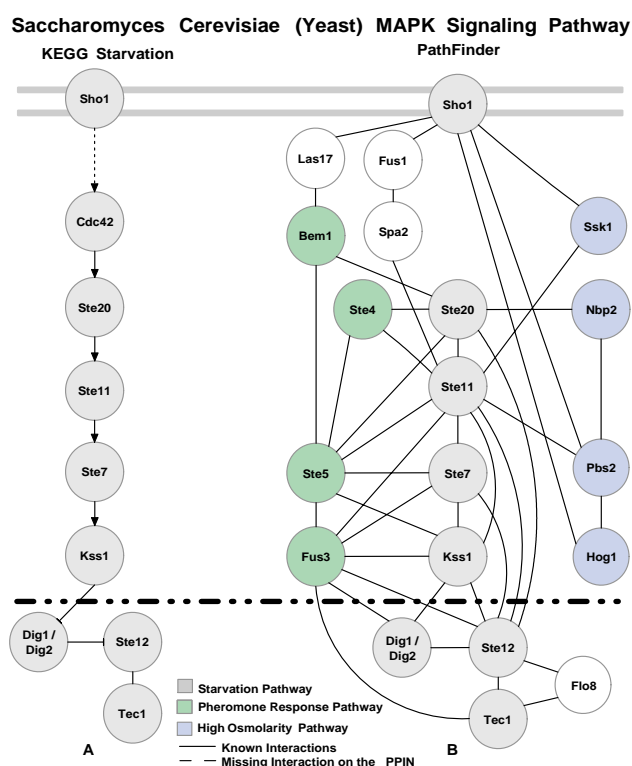 Saccharomyces Cerevisiae (Yeast) MAPK Signaling Pathway
KEGG Starvation
PathFinder
Sho1
Sho1
Las17
Fus1
Cdc42
Bem1
Spa2
Ssk1
Ste20
Ste4
Ste20
Nbp2
Ste11
Ste11
Ste7
Ste5
Ste7
Pbs2
Kss1
Fus3
Kss1
Hog1
Dig1 /
Dig2
Ste12
Dig1 /
Dig2
Ste12
Tec1
Tec1
Flo8
Starvation Pathway
Pheromone Response Pathway
High Osmolarity Pathway
A
Known Interactions
B
Missing Interaction on the PPIN